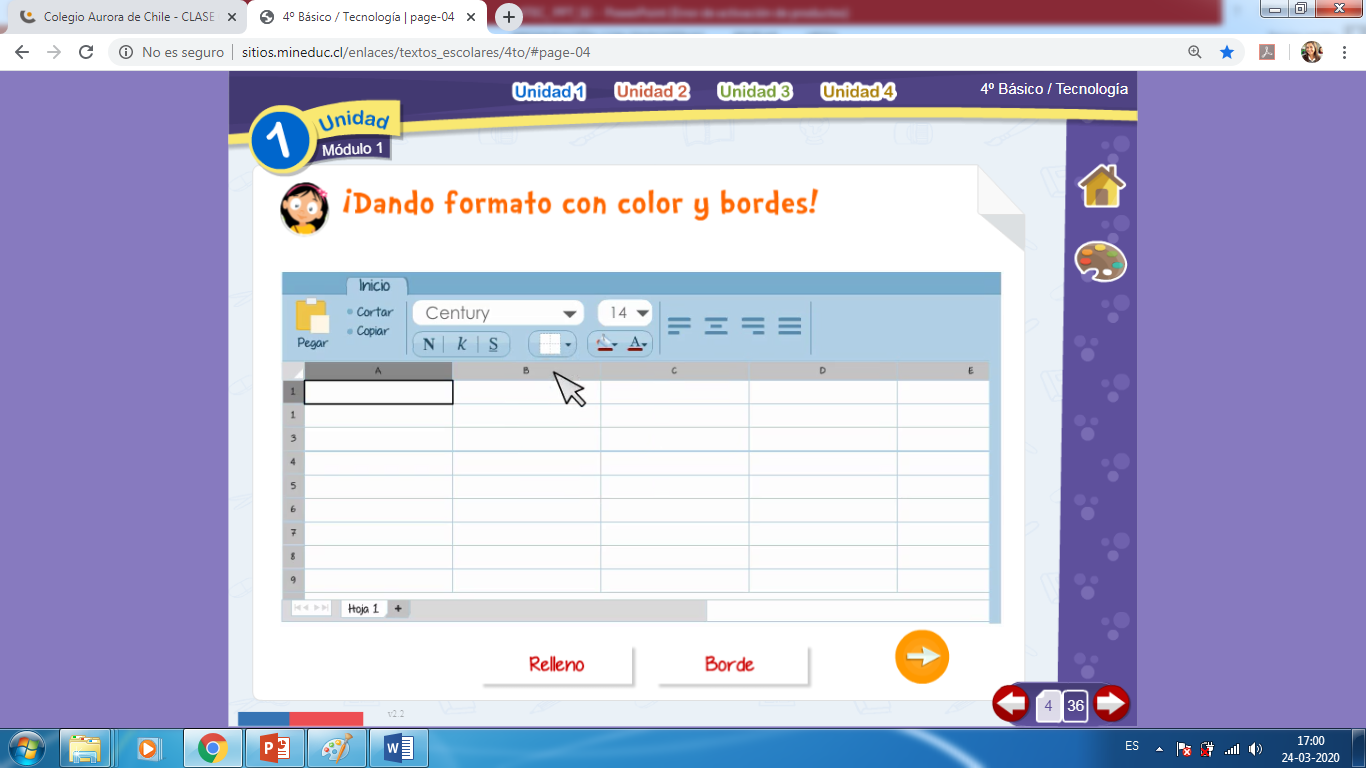 Colegio Aurora de Chile - CLASE
4º Básico / Tecnología | page-04
No es seguro | sitios.mineduc.cl/enlaces/textos_escolares/4to/#page-04
Unidad 1 Unidad 2 Unidad 3 Unidad 4 4º Básico / Tecnología
1 Unidad
Módulo 1
¡Dando formato con color y bordes!
Inicio
Pegar
Cortar
Copiar
Century 14
N k S A
A B C D E
1
1
3
4
5
6
7
8
9
Hoja 1 +
Relleno Borde
4 36
v2.2
ES 17:00
24-03-2020